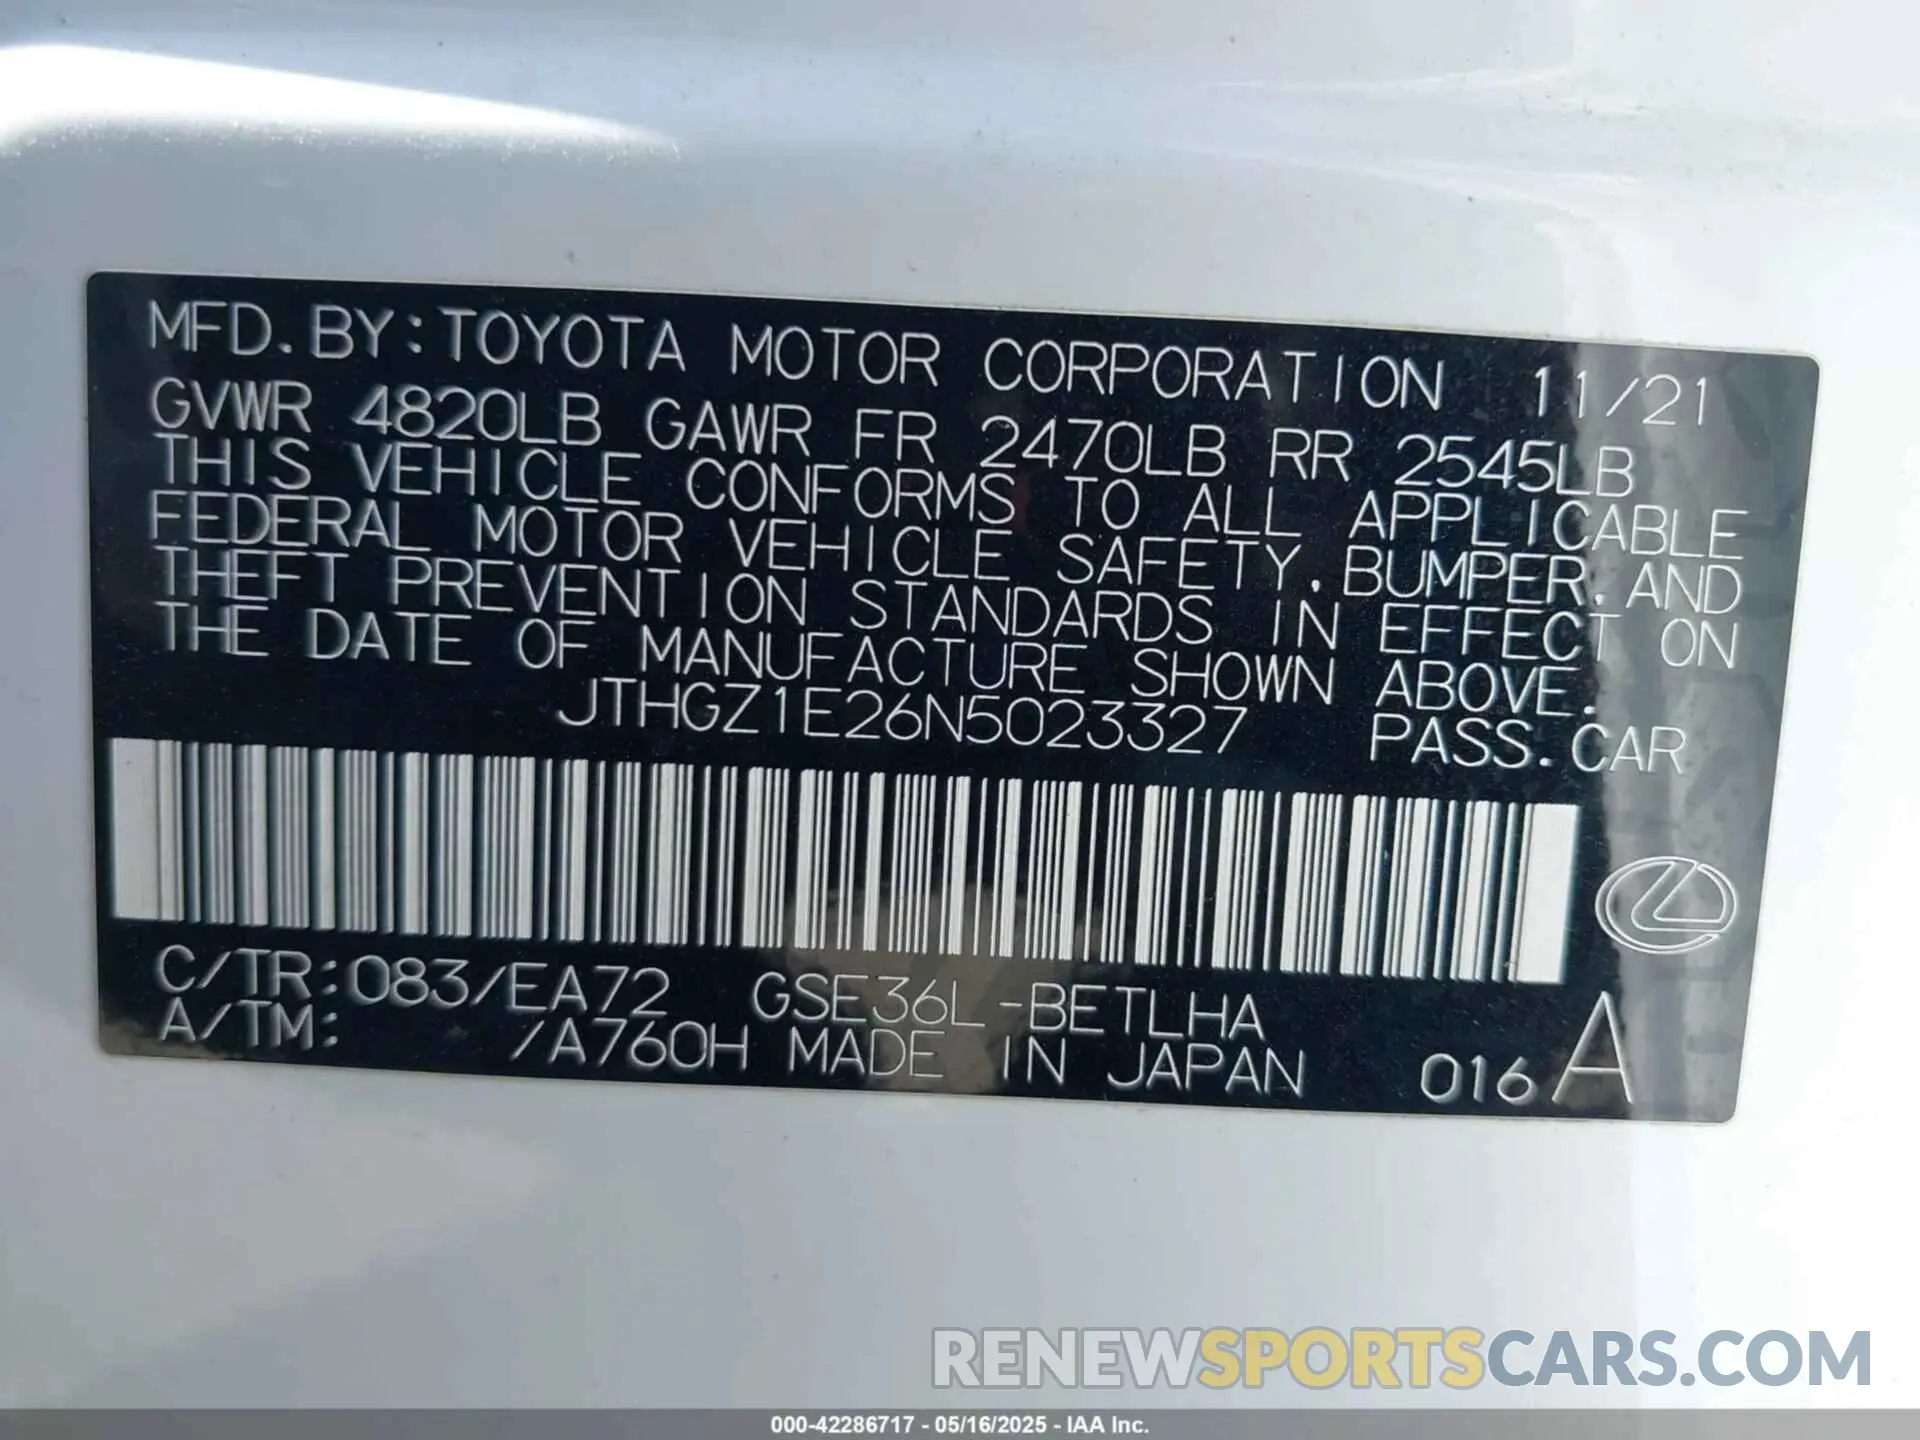 MFD. BY: TOYOTA MOTOR CORPORATION 11/21
GVWR 4820LB GAWR FR 2470LB RR 2545LB
THIS VEHICLE CONFORMS TO ALL APPLICABLE
FEDERAL MOTOR VEHICLE SAFETY, BUMPER, AND
THEFT PREVENTION STANDARDS IN EFFECT ON
THE DATE OF MANUFACTURE SHOWN ABOVE.
JTHGZ1E26N5023327 PASS. CAR
C/TR: 083/EA72 GSE36L-BETLHA
A/TM: /A760H MADE IN JAPAN 016 A
RENEWSPORTSCARS.COM
000-42286717 - 05/16/2025 - IAA Inc.